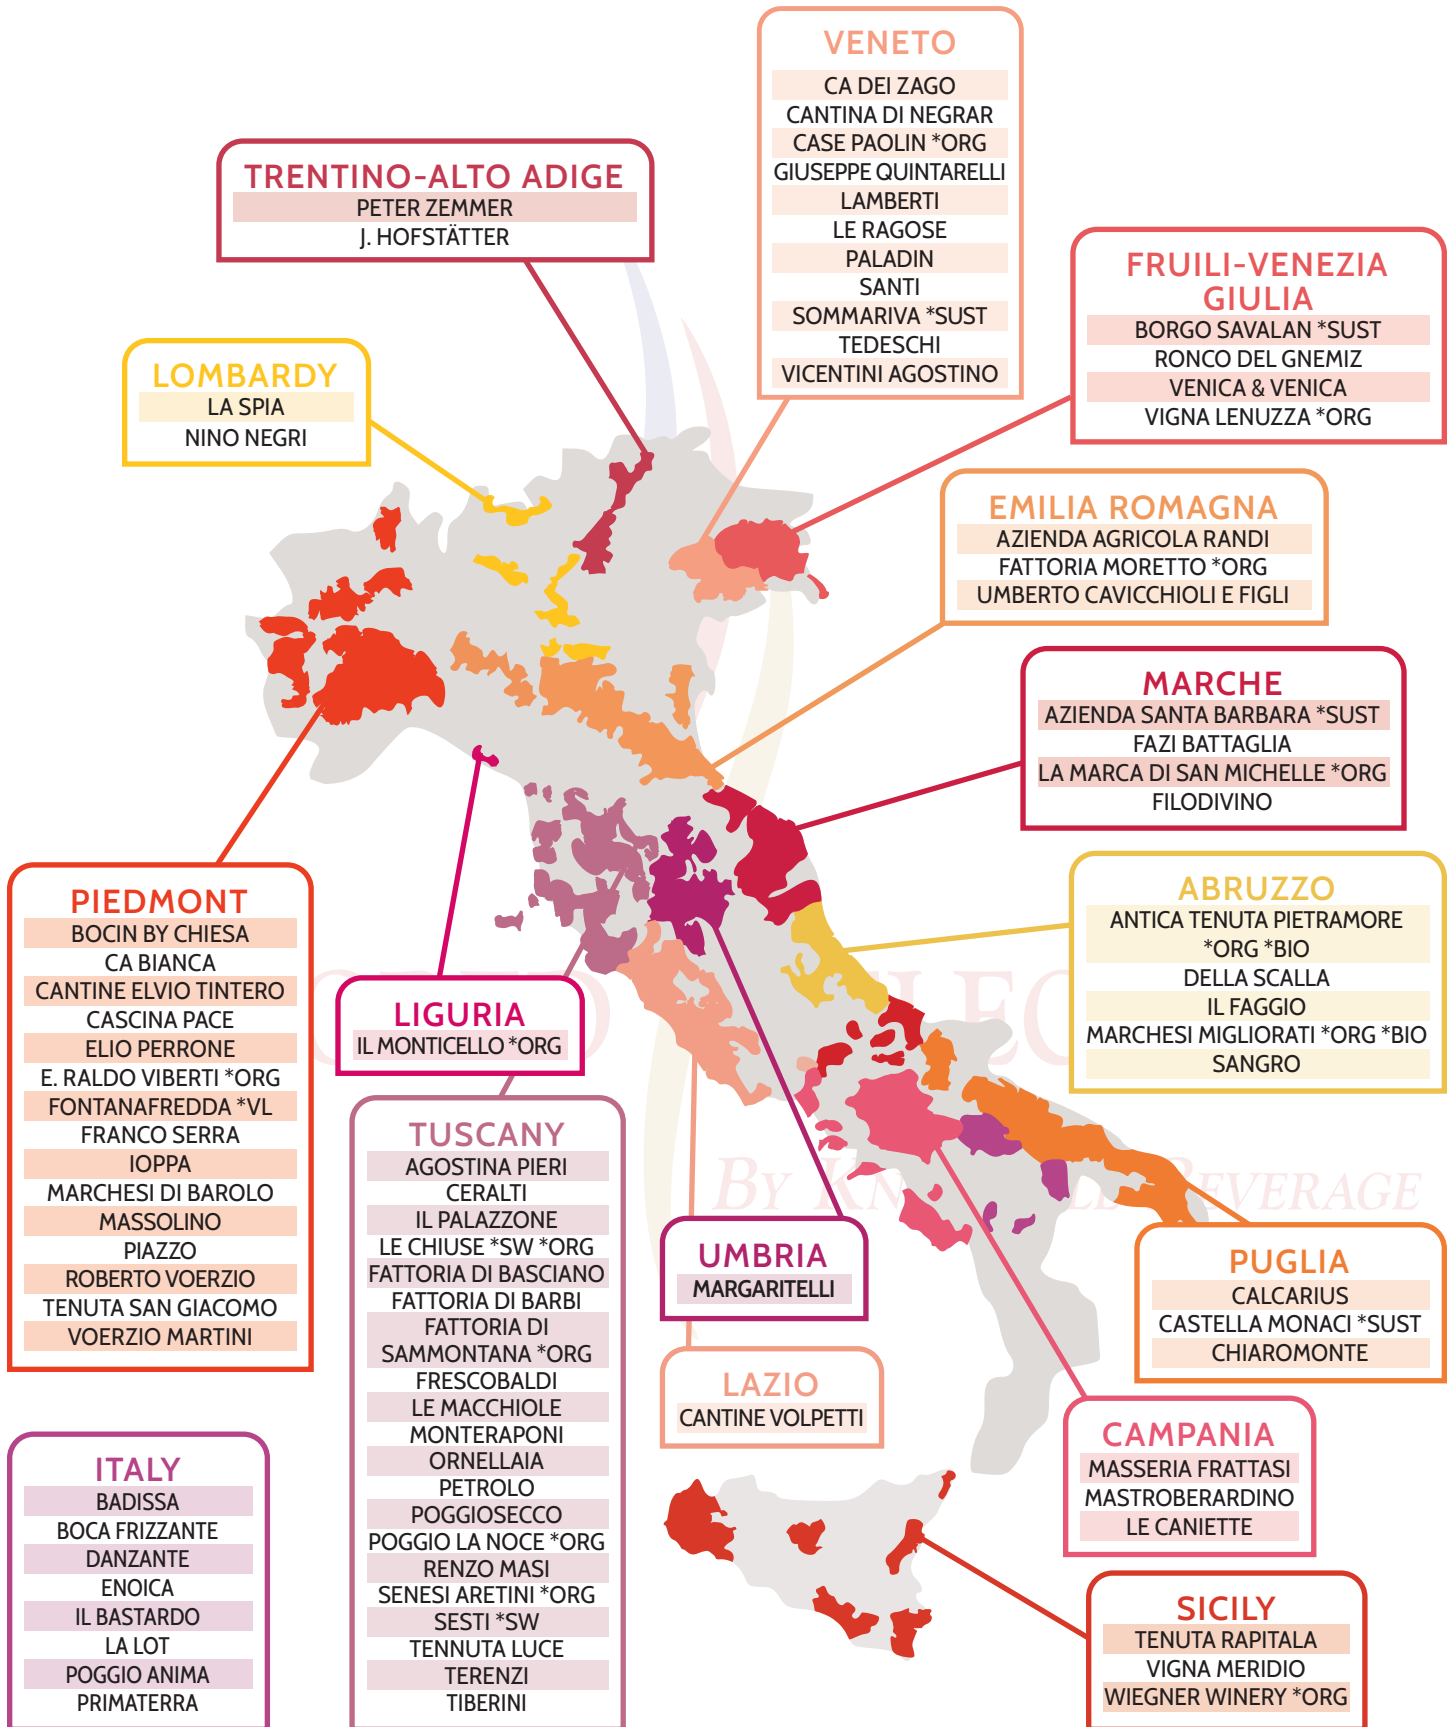 VENETO
CA DEI ZAGO
CANTINA DI NEGRAR
CASE PAOLIN *ORG
GIUSEPPE QUINTARELLI
LAMBERTI
LE RAGOSE
PALADIN
SANTI
SOMMARIVA *SUST
TEDESCHI
VICENTINI AGOSTINO
TRENTINO-ALTO ADIGE
PETER ZEMMER
J. HOFSTÄTTER
FRUILI-VENEZIA
GIULIA
BORGO SAVALAN *SUST
RONCO DEL GNEMIZ
VENICA & VENICA
VIGNA LENUZZA *ORG
LOMBARDY
LA SPIA
NINO NEGRI
EMILIA ROMAGNA
AZIENDA AGRICOLA RANDI
FATTORIA MORETTO *ORG
UMBERTO CAVICCHIOLI E FIGLI
MARCHE
AZIENDA SANTA BARBARA *SUST
FAZI BATTAGLIA
LA MARCA DI SAN MICHELLE *ORG
FILODIVINO
ABRUZZO
ANTICA TENUTA PIETRAMORE
*ORG *BIO
DELLA SCALLA
IL FAGGIO
MARCHESI MIGLIORATI *ORG *BIO
SANGRO
PIEDMONT
BOCIN BY CHIESA
CA BIANCA
CANTINE ELVIO TINTERO
CASCINA PACE
ELIO PERRONE
E. RALDO VIBERTI *ORG
FONTANAFREDDA *VL
FRANCO SERRA
IOPPA
MARCHESI DI BAROLO
MASSOLINO
PIAZZO
ROBERTO VOERZIO
TENUTA SAN GIACOMO
VOERZIO MARTINI
LIGURIA
IL MONTICELLO *ORG
TUSCANY
AGOSTINA PIERI
CERALTI
IL PALAZZONE
LE CHIUSE *SW *ORG
FATTORIA DI BASCIANO
FATTORIA DI BARBI
FATTORIA DI
SAMMONTANA *ORG
FRESCOBALDI
LE MACCHIOLE
MONTERAPONI
ORNELLAIA
PETROLO
POGGIOSECCO
POGGIO LA NOCE *ORG
RENZO MASI
SENESI ARETINI *ORG
SESTI *SW
TENNUTA LUCE
TERENZI
TIBERINI
BY
BEVERAGE
UMBRIA
MARGARITELLI
PUGLIA
CALCARIUS
CASTELLA MONACI *SUST
CHIAROMONTE
LAZIO
CANTINE VOLPETTI
CAMPANIA
MASSERIA FRATTASI
MASTROBERARDINO
LE CANIETTE
ITALY
BADISSA
BOCA FRIZZANTE
DANZANTE
ENOICA
IL BASTARDO
LA LOT
POGGIO ANIMA
PRIMATERRA
SICILY
TENUTA RAPITALA
VIGNA MERIDIO
WIEGNER WINERY *ORG